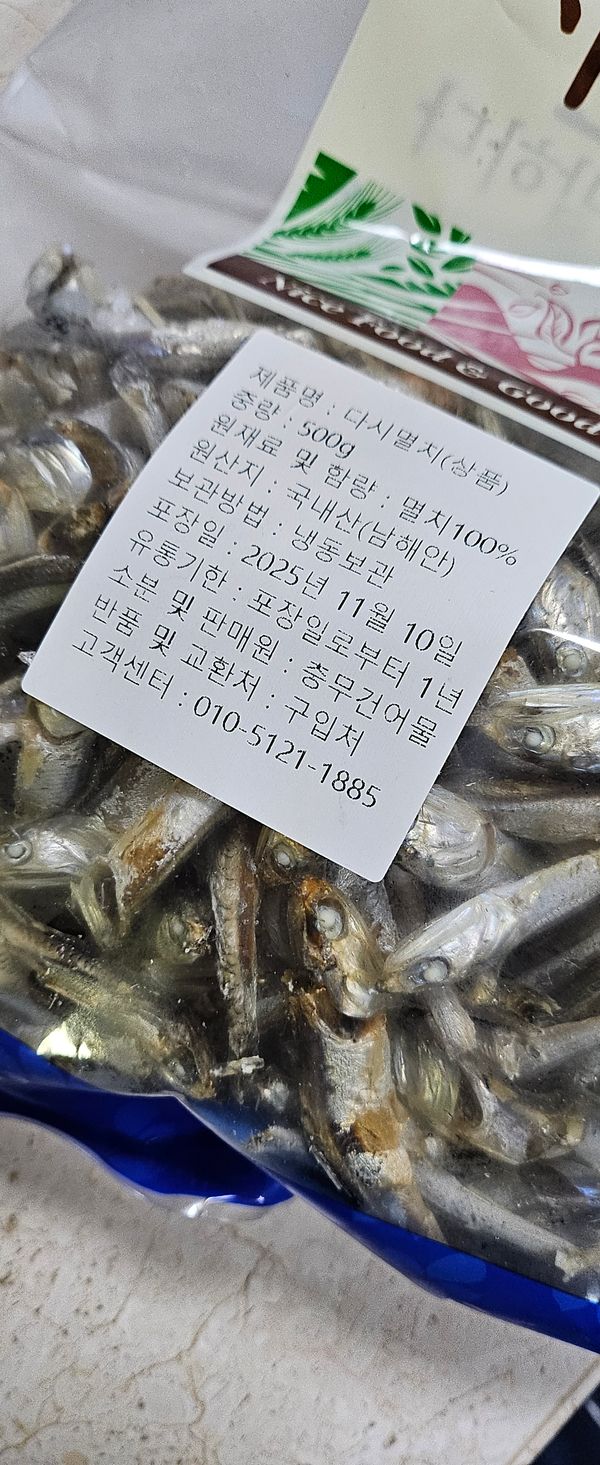 Nice Food & Good
제품명 : 다시멸치(상품)
중량 : 500g
원재료 및 함량 : 멸치100%
원산지 : 국내산(남해안)
보관방법 : 냉동보관
포장일 : 2025년 11월 10일
유통기한 : 포장일로부터 1년
소분 및 판매원 : 충무건어물
반품 및 교환처 : 구입처
고객센터 : 010-5121-1885